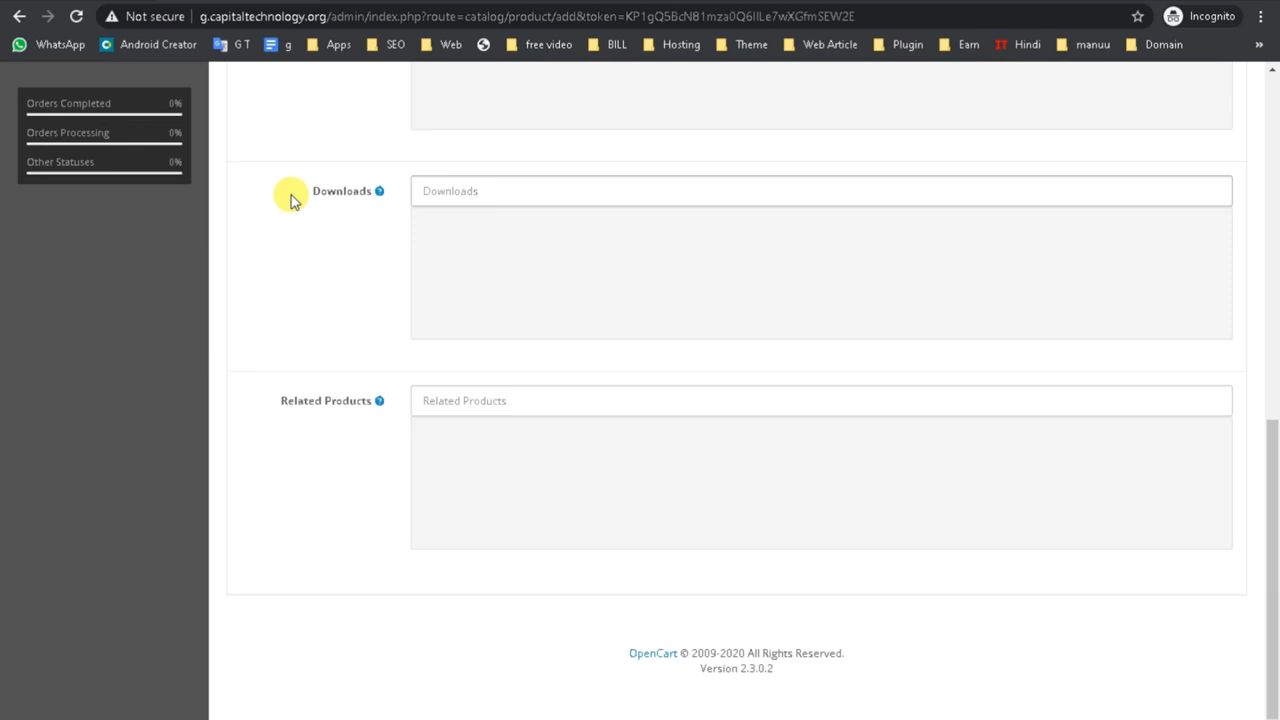 Not secure g.capitaltechnology.org/admin/index.php?route=catalog/product/add&token=KP1gQ5BcN81mza0Q6IlLe7wXGfmSEW2E Incognito
WhatsApp Android Creator G T g Apps SEO Web free video BILL Hosting Theme Web Article Plugin Earn Hindi manuu Domain »
Orders Completed 0%
Orders Processing 0%
Other Statuses 0%
Downloads ? Downloads
Related Products ? Related Products
OpenCart © 2009-2020 All Rights Reserved.
Version 2.3.0.2